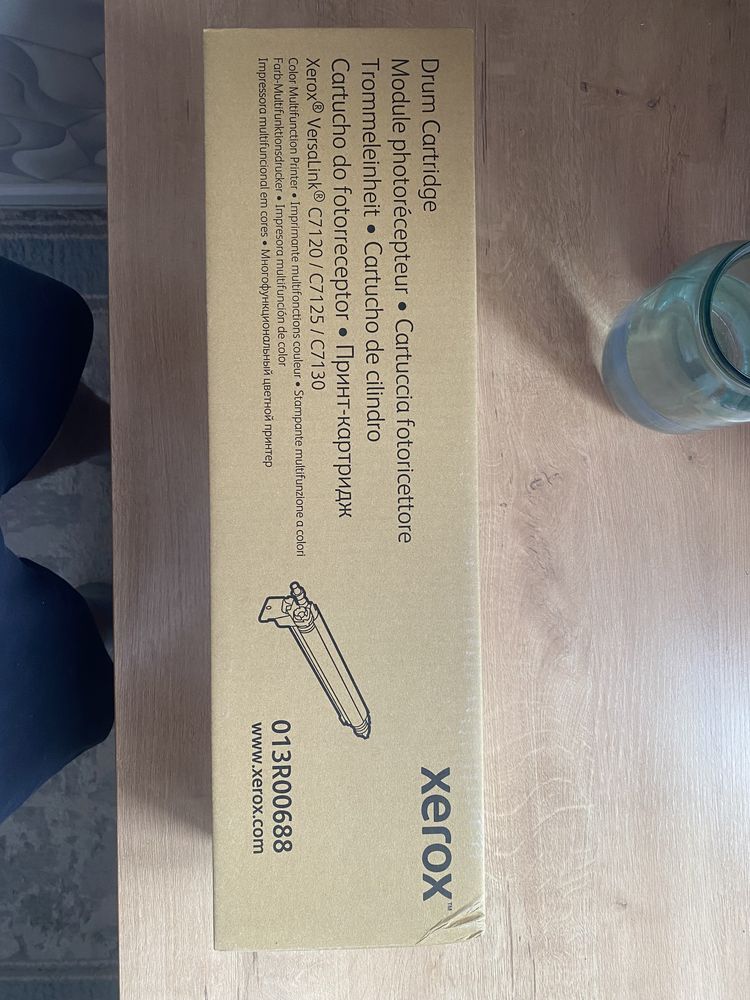 Drum Cartridge
Module photorécepteur • Cartuccia fotoricettore
Trommeleinheit • Cartucho de cilindro
Cartucho do fotorreceptor • Принт-картридж
Xerox® VersaLink® C7120 / C7125 / C7130
Color Multifunction Printer • Imprimante multifonctions couleur • Stampante multifunzione a colori
Farb-Multifunktionsdrucker • Impresora multifunción de color
Impressora multifuncional em cores • Многофункциональный цветной принтер
xerox™
013R00688
www.xerox.com